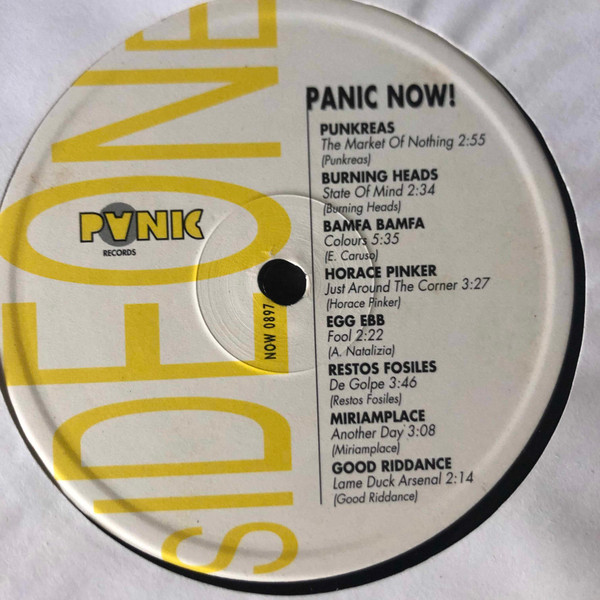 SIDE ONE
PANIC
RECORDS
NOW 0897
PANIC NOW!
PUNKREAS
The Market Of Nothing 2:55
(Punkreas)
BURNING HEADS
State Of Mind 2:34
(Burning Heads)
BAMFA BAMFA
Colours 5:35
(E. Caruso)
HORACE PINKER
Just Around The Corner 3:27
(Horace Pinker)
EGG EBB
Fool 2:22
(A. Natalizia)
RESTOS FOSILES
De Golpe 3:46
(Restos Fosiles)
MIRIAMPLACE
Another Day 3:08
(Miriamplace)
GOOD RIDDANCE
Lame Duck Arsenal 2:14
(Good Riddance)